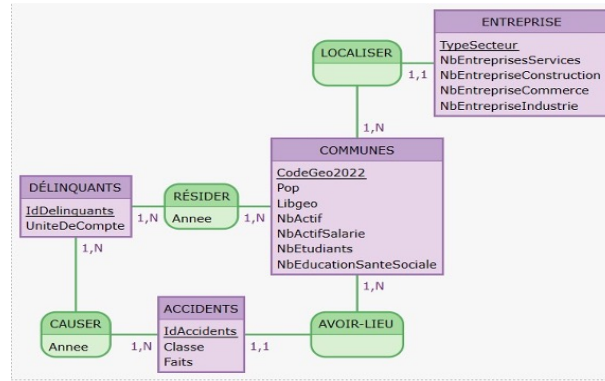 ENTREPRISE
TypeSecteur
NbEntreprisesServices
NbEntrepriseConstruction
NbEntrepriseCommerce
NbEntrepriseIndustrie
LOCALISER
1,1
1,N
COMMUNES
CodeGeo2022
Pop
Libgeo
NbActif
NbActifSalarie
NbEtudiants
NbEducationSanteSociale
DÉLINQUANTS
IdDelinquants
UniteDeCompte
1,N
RÉSIDER
Annee
1,N
1,N
1,N
CAUSER
Annee
1,N
ACCIDENTS
IdAccidents
Classe
Faits
1,1
AVOIR-LIEU